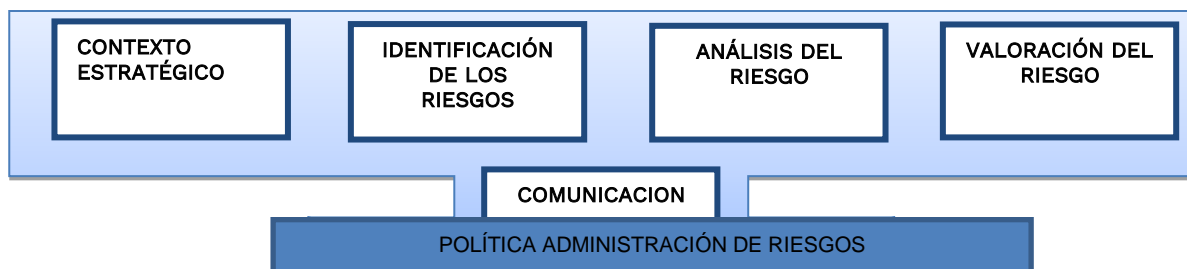 CONTEXTO
ESTRATÉGICO
IDENTIFICACIÓN
DE LOS
RIESGOS
ANÁLISIS DEL
RIESGO
VALORACIÓN DEL
RIESGO
COMUNICACION
POLÍTICA ADMINISTRACIÓN DE RIESGOS